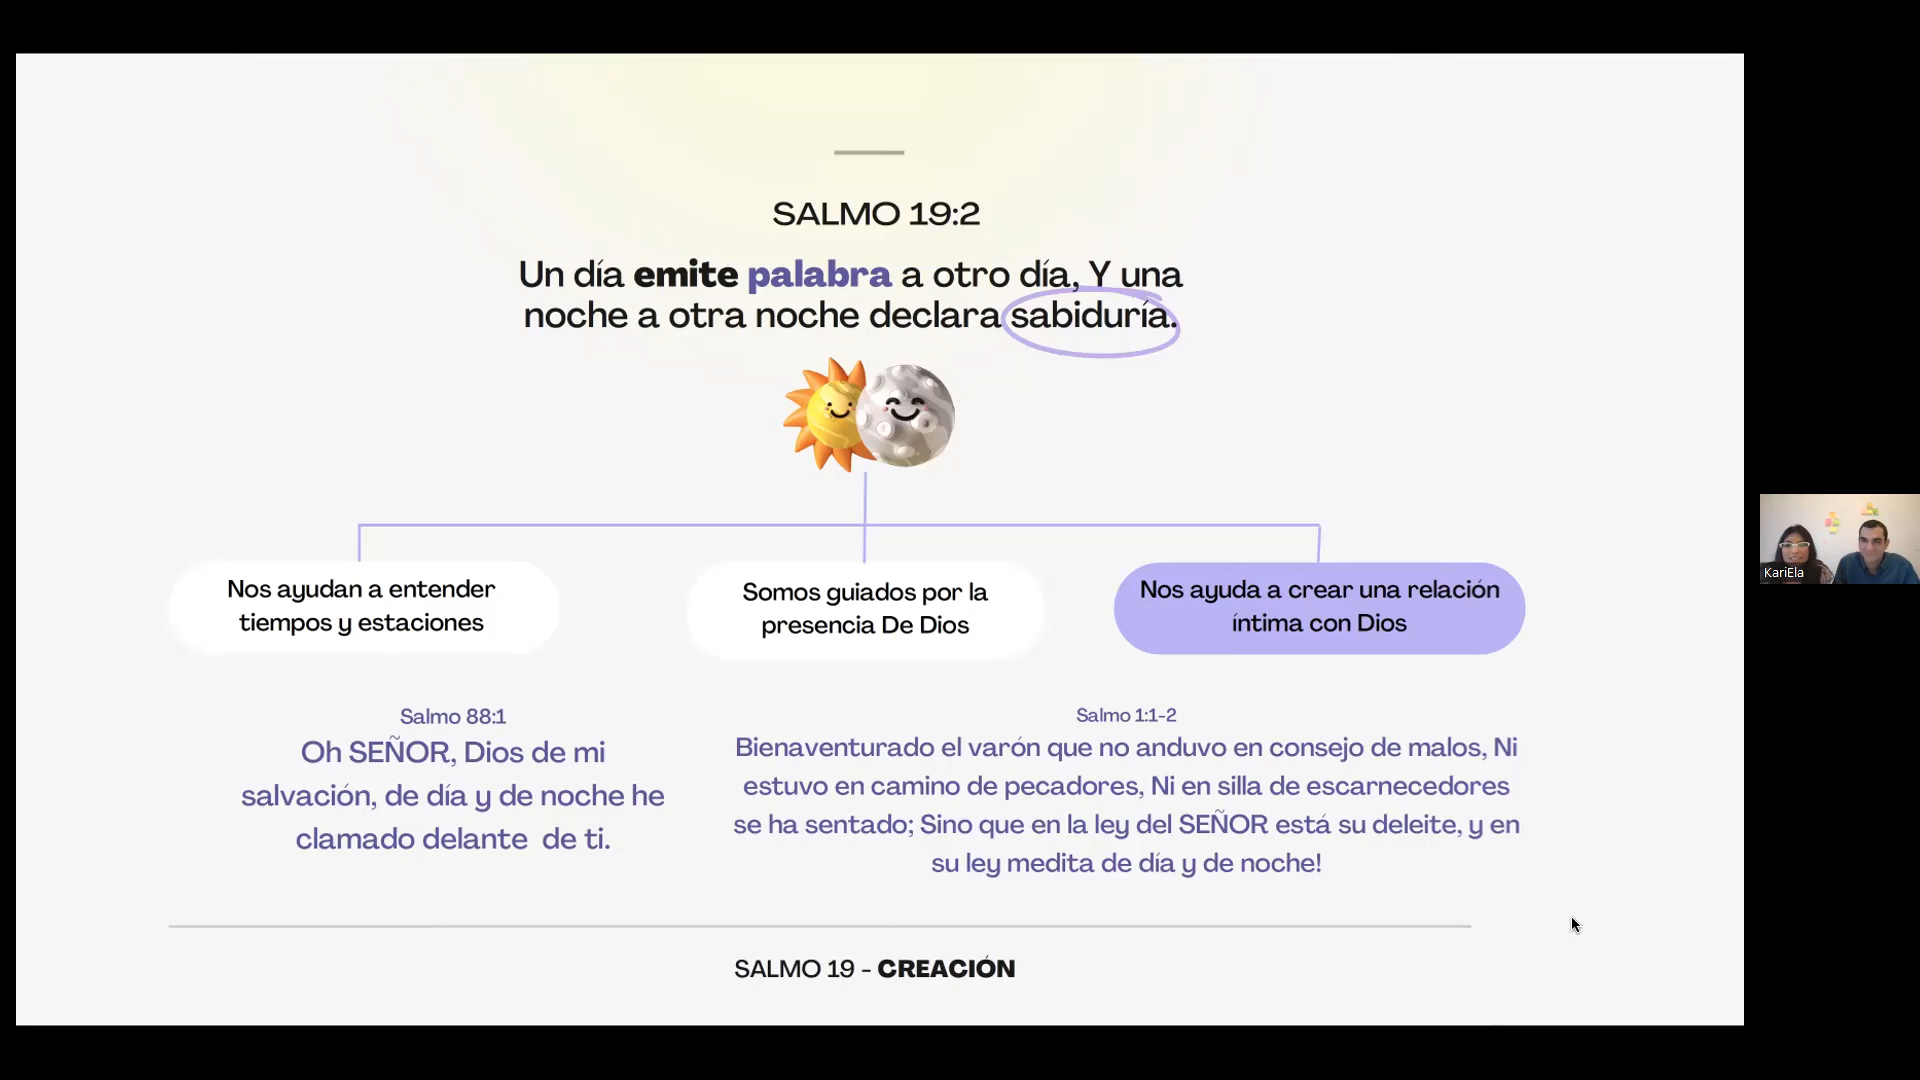 SALMO 19:2
Un día emite palabra a otro día, Y una
noche a otra noche declara sabiduría.
Nos ayudan a entender
tiempos y estaciones
Somos guiados por la
presencia De Dios
Nos ayuda a crear una relación
íntima con Dios
Salmo 88:1
Oh SEÑOR, Dios de mi
salvación, de día y de noche he
clamado delante de ti.
Salmo 1:1-2
Bienaventurado el varón que no anduvo en consejo de malos, Ni
estuvo en camino de pecadores, Ni en silla de escarnecedores
se ha sentado; Sino que en la ley del SEÑOR está su deleite, y en
su ley medita de día y de noche!
SALMO 19 - CREACIÓN
KariEla